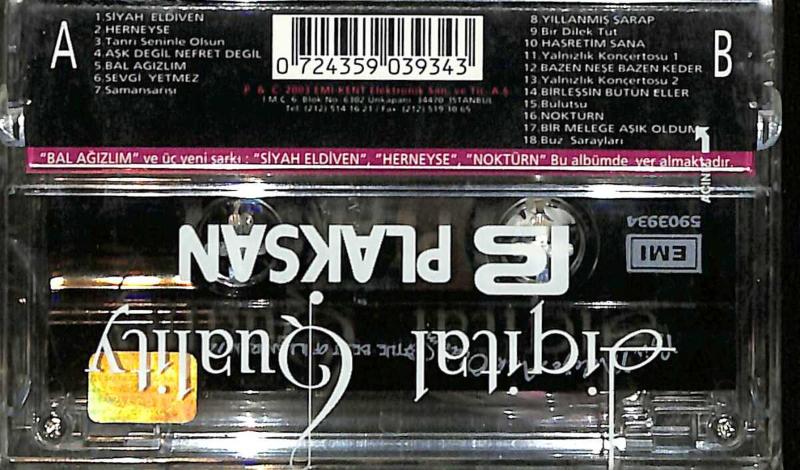 A
1.SİYAH ELDİVEN
2.HERNEYSE
3.Tanrı Seninle Olsun
4.AŞK DEĞİL NEFRET DEĞİL
5.BAL AĞIZLIM
6.SEVGİ YETMEZ
7.Samansarısı
0 724359 039343
P. & C. 2003 EMI-KENT Elektronik San. ve Tic. A.Ş.
İ M Ç 6. Blok No: 6302 Unkapanı 34470 İSTANBUL
Tel: (212) 514 16 21 / Fax: (212) 519 10 65
8.YILLANMIŞ ŞARAP
9.Bir Dilek Tut
10 HASRETİM SANA
11.Yalnızlık Konçertosu 1
12 BAZEN NEŞE BAZEN KEDER
13.Yalnızlık Konçertosu 2
14.BİRLEŞSİN BÜTÜN ELLER
15.Bulutsu
16 NOKTÜRN
17.BİR MELEĞE AŞIK OLDUM
18.Buz Sarayları
B
"BAL AĞIZLIM" ve üç yeni şarkı : "SİYAH ELDİVEN", "HERNEYSE", "NOKTÜRN" Bu albümde yer almaktadır.
AÇINIZ
5903934
EMI
PLAKSAN
Digital Quality